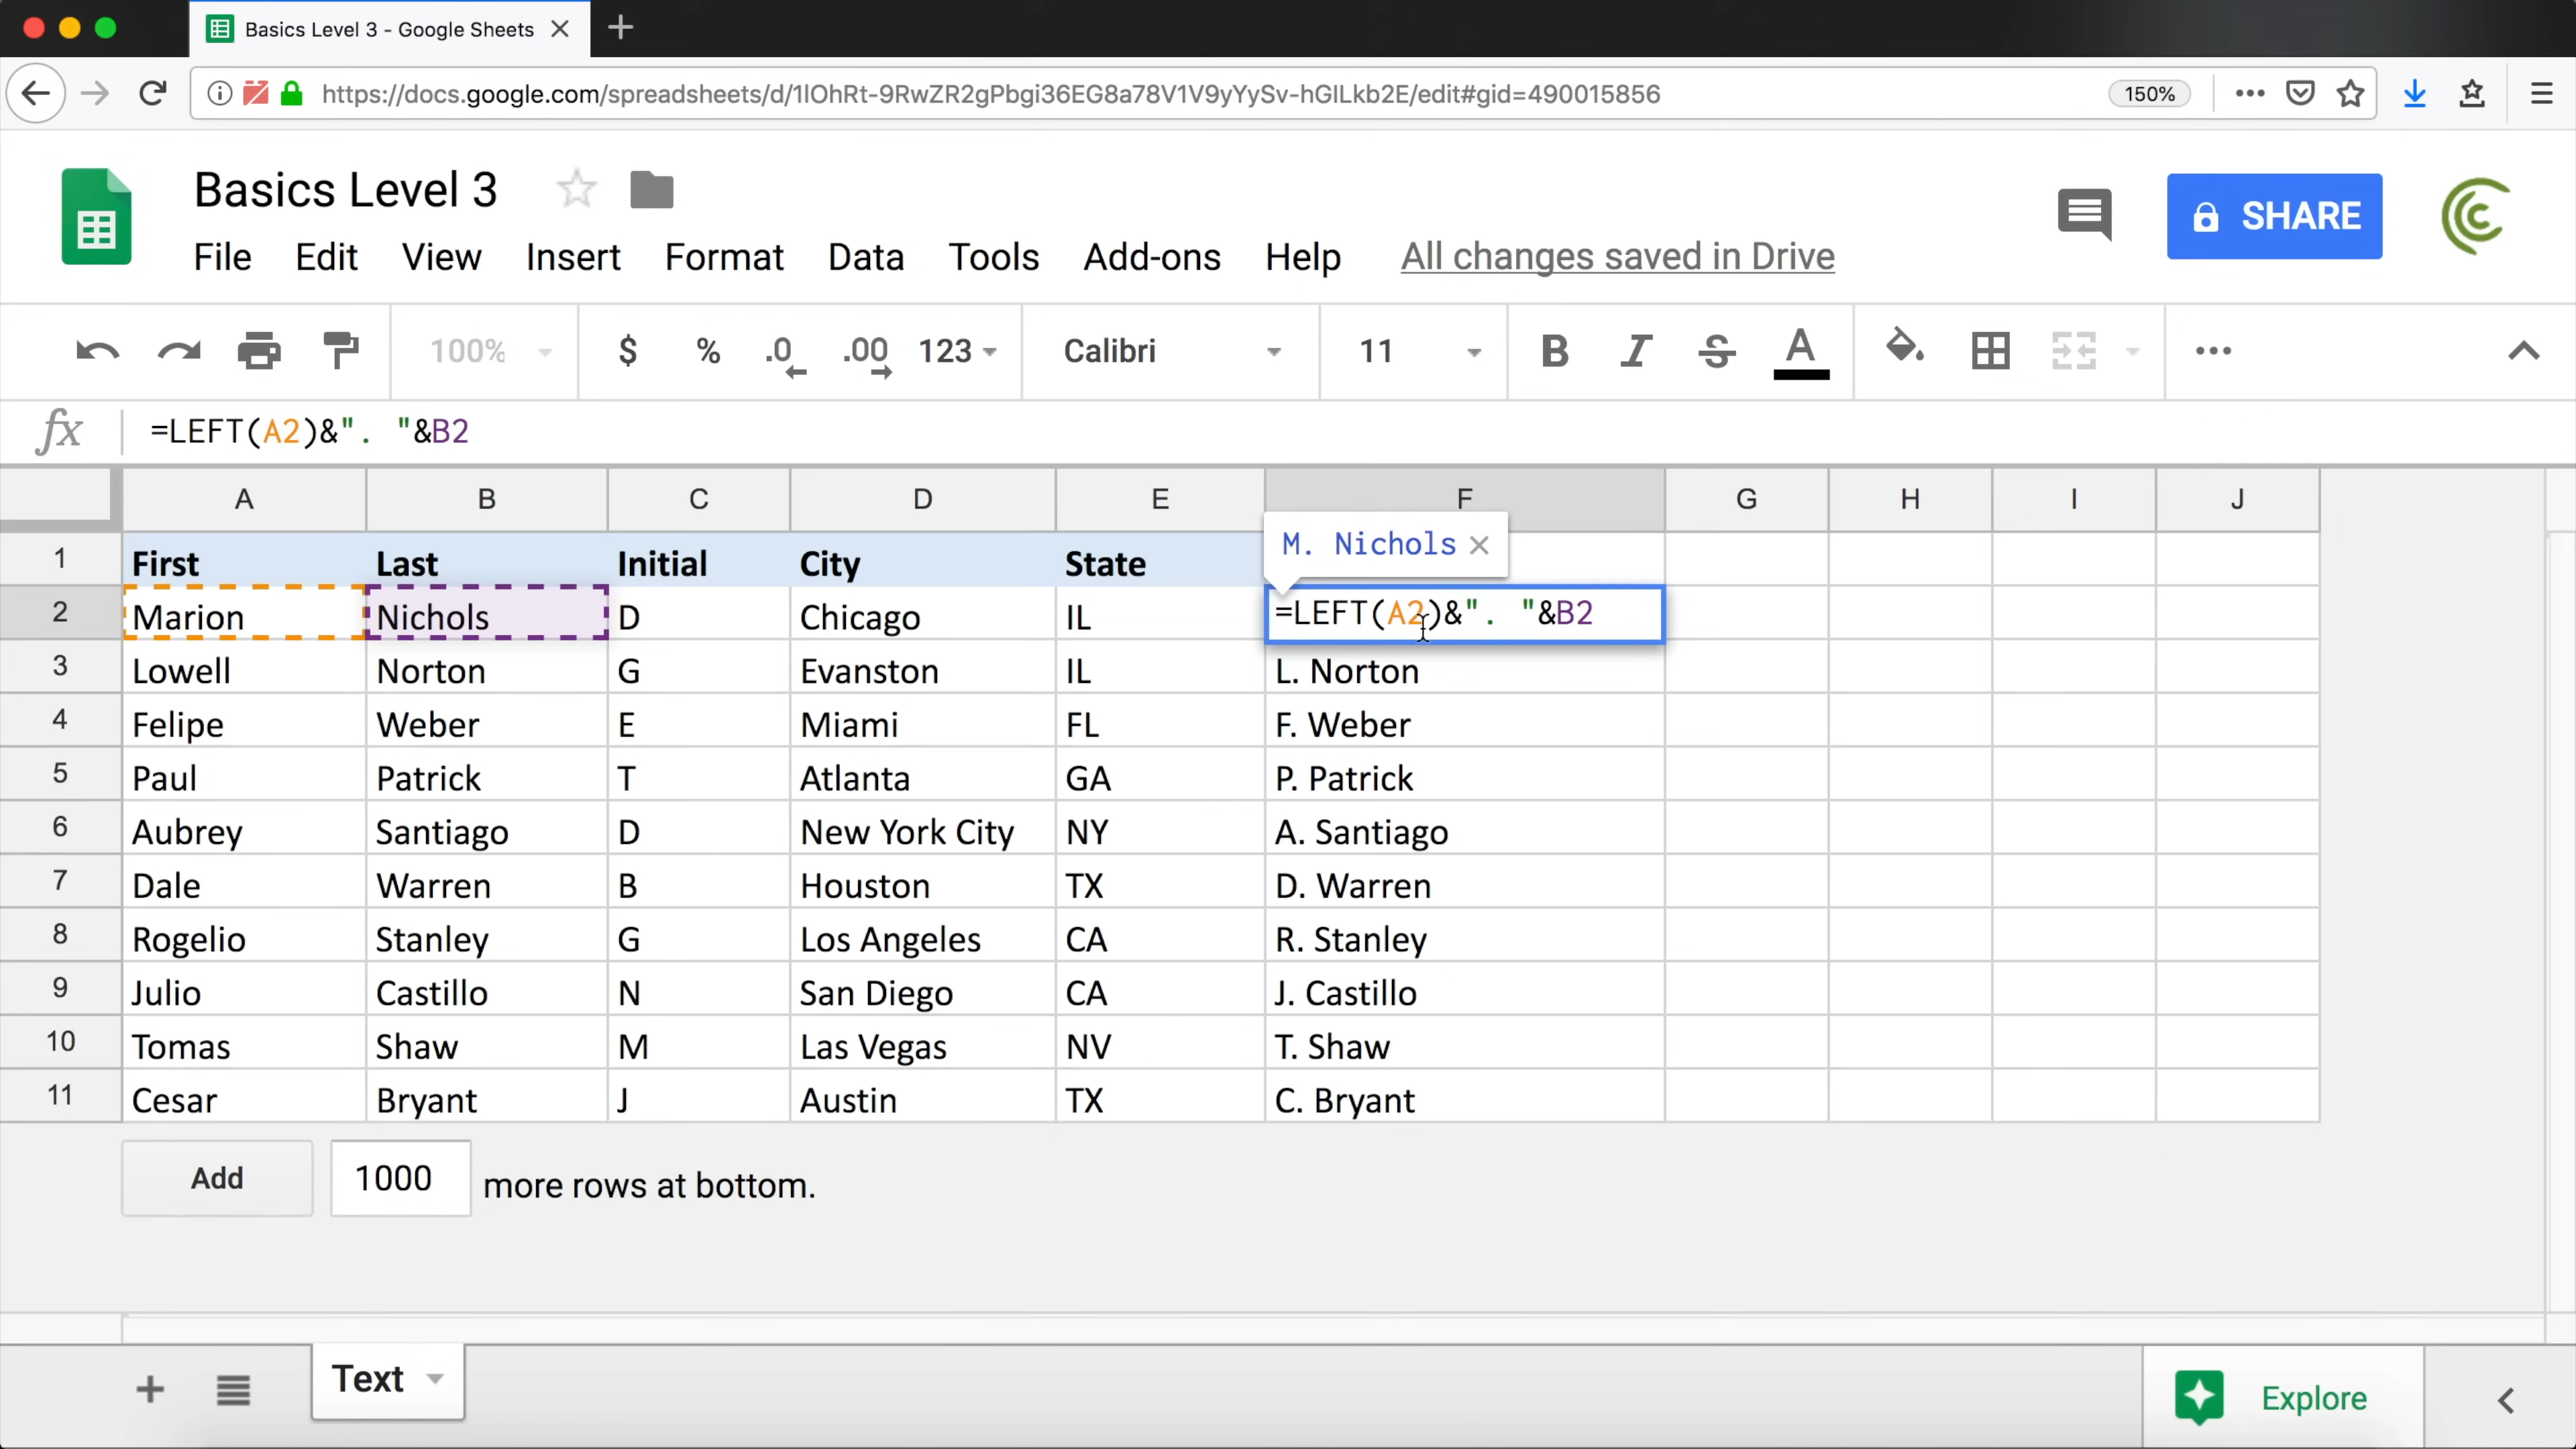 Basics Level 3 - Google Sheets
https://docs.google.com/spreadsheets/d/1lOhRt-9RwZR2gPbgi36EG8a78V1V9yYySv-hGlLkb2E/edit#gid=490015856 150%
Basics Level 3
SHARE
File Edit View Insert Format Data Tools Add-ons Help All changes saved in Drive
100% $ % .0 .00 123 Calibri 11 B I S A
fx =LEFT(A2)&". "&B2
A B C D E F G H I J
M. Nichols
1 First Last Initial City State
2 Marion Nichols D Chicago IL =LEFT(A2)&". "&B2
3 Lowell Norton G Evanston IL L. Norton
4 Felipe Weber E Miami FL F. Weber
5 Paul Patrick T Atlanta GA P. Patrick
6 Aubrey Santiago D New York City NY A. Santiago
7 Dale Warren B Houston TX D. Warren
8 Rogelio Stanley G Los Angeles CA R. Stanley
9 Julio Castillo N San Diego CA J. Castillo
10 Tomas Shaw M Las Vegas NV T. Shaw
11 Cesar Bryant J Austin TX C. Bryant
Add 1000 more rows at bottom.
Text Explore